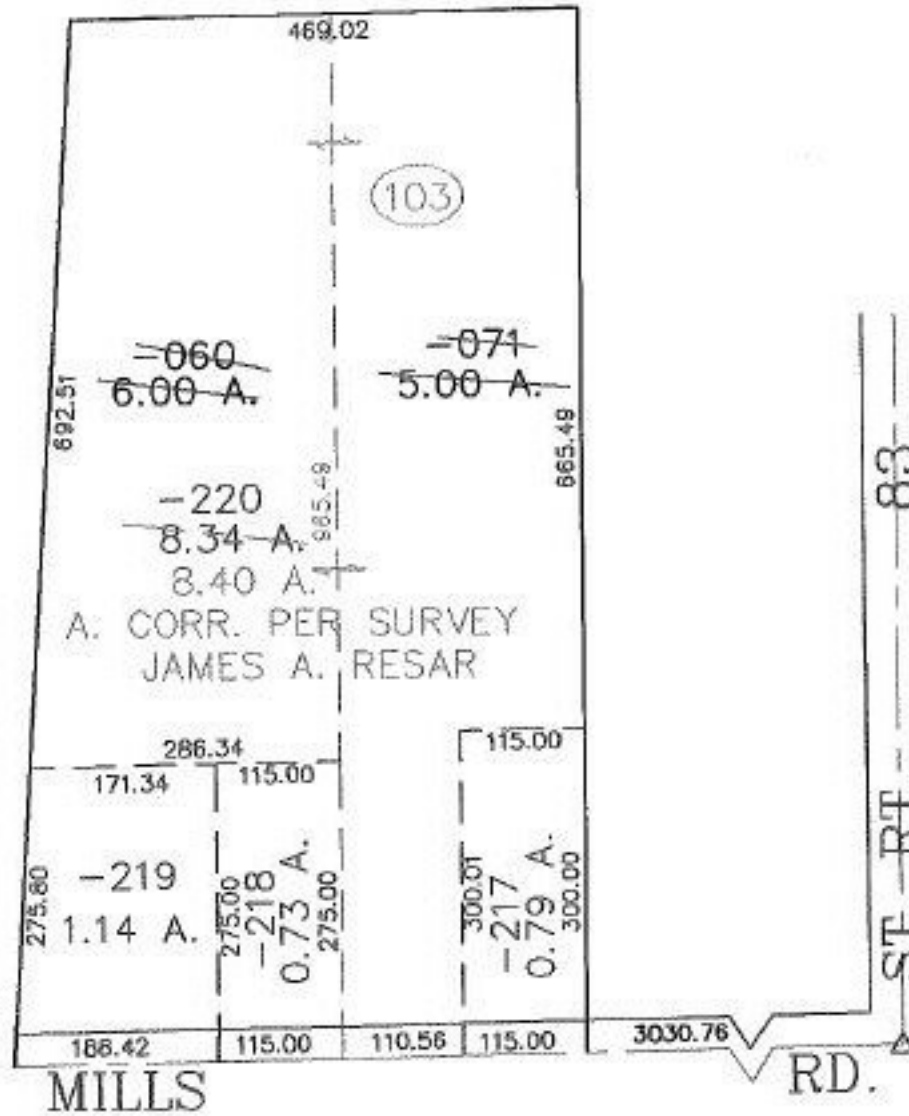 469.02
103
-060
6.00 A.
-071
5.00 A.
692.51
665.49
83
-220
8.34 A.
965.49
8.40 A.
A. CORR. PER SURVEY
JAMES A. RESAR
286.34
171.34
115.00
115.00
275.80
-219
1.14 A.
275.00
-218
0.73 A.
275.00
300.01
-217
0.79 A.
300.00
ST RT
186.42
115.00
110.56
115.00
3030.76
MILLS
RD.